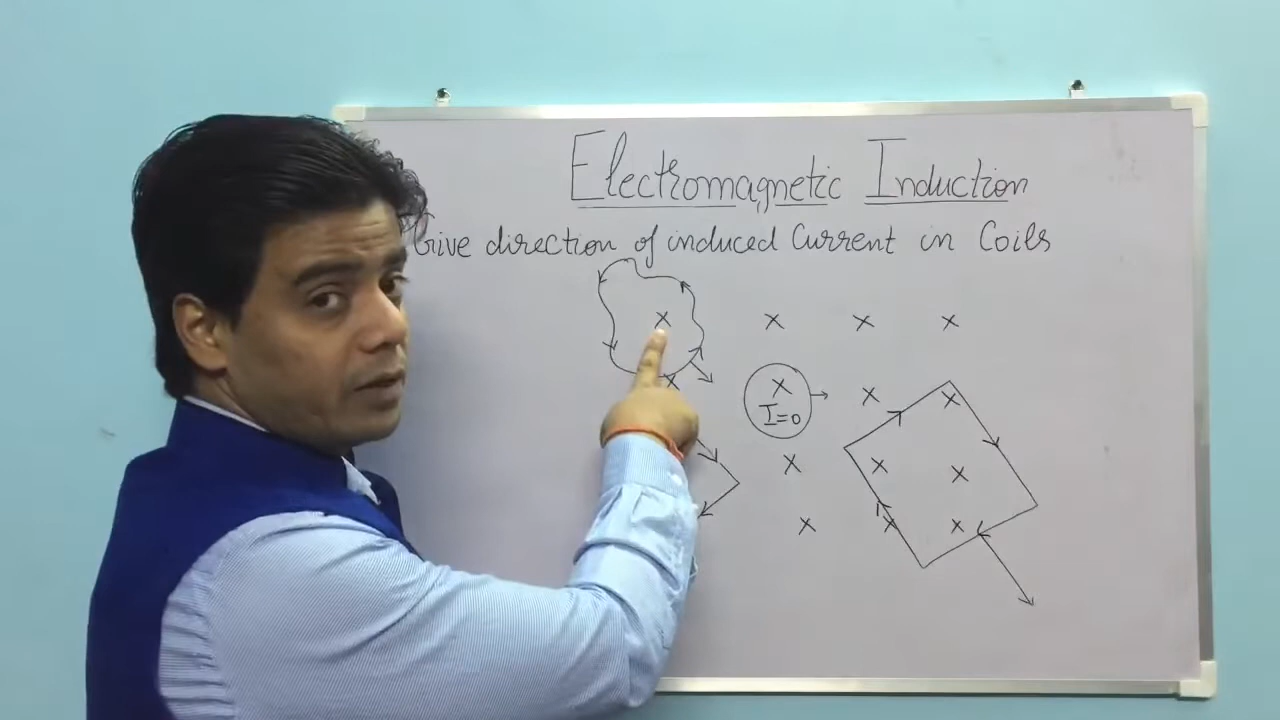 Electromagnetic Induction
Give direction of induced Current in Coils
x x x x
x x x x
I=0
x x x
x x x